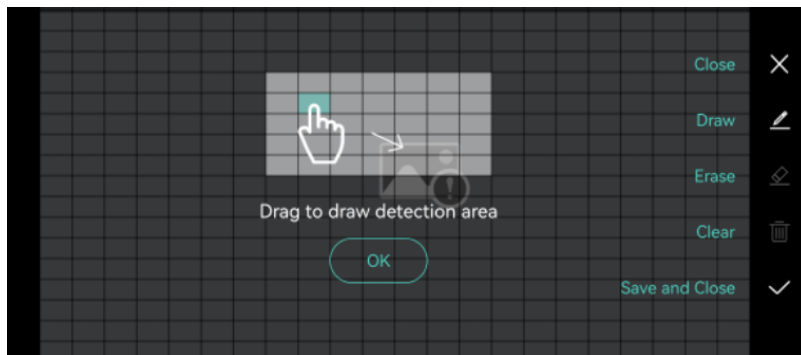 Close
Draw
Erase
Drag to draw detection area
Clear
OK
Save and Close